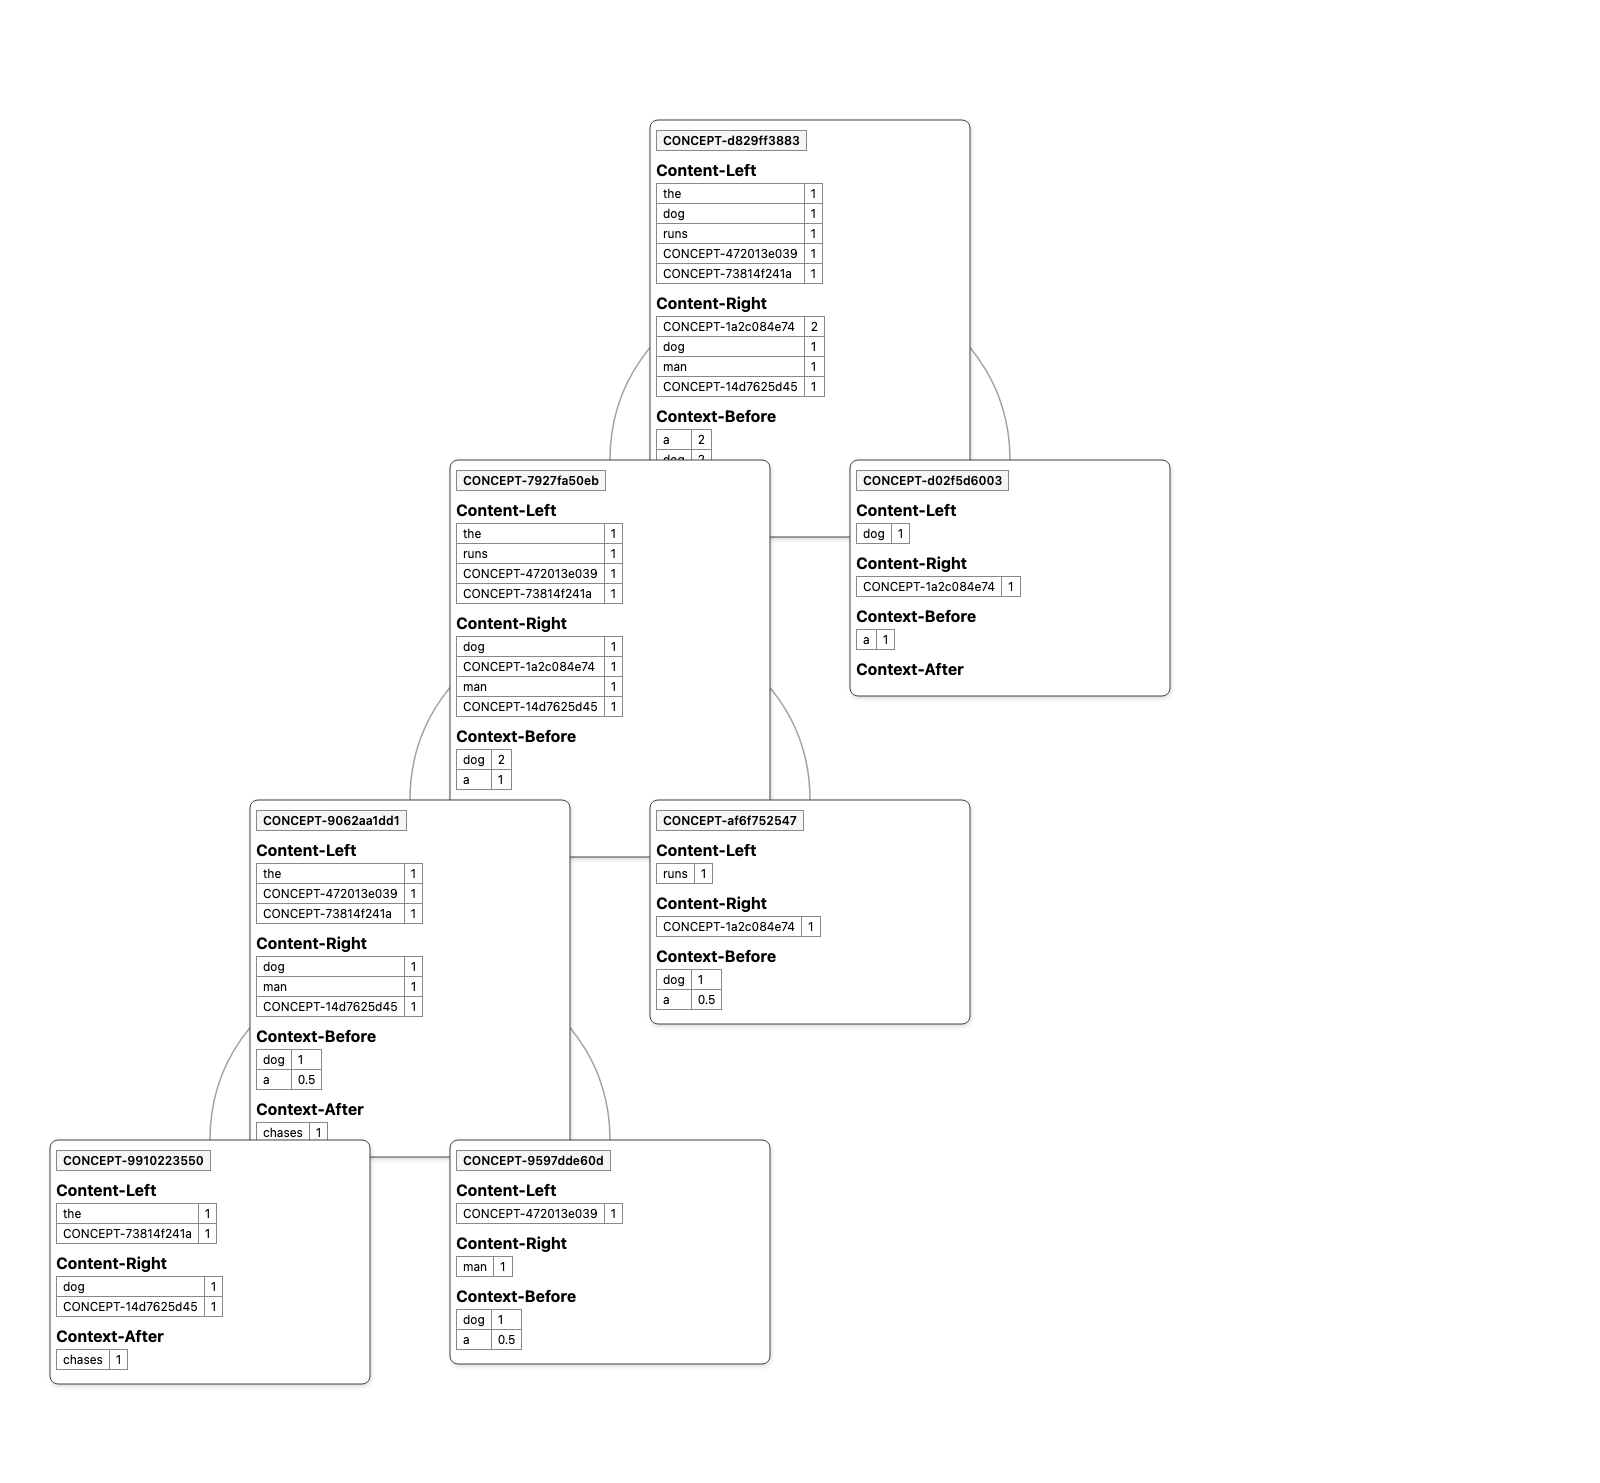 CONCEPT-d829ff3883
Content-Left
the 1
dog 1
runs 1
CONCEPT-472013e039 1
CONCEPT-73814f241a 1
Content-Right
CONCEPT-1a2c084e74 2
dog 1
man 1
CONCEPT-14d7625d45 1
Context-Before
a 2
dog 2
CONCEPT-7927fa50eb
Content-Left
the 1
runs 1
CONCEPT-472013e039 1
CONCEPT-73814f241a 1
Content-Right
dog 1
CONCEPT-1a2c084e74 1
man 1
CONCEPT-14d7625d45 1
Context-Before
dog 2
a 1
CONCEPT-d02f5d6003
Content-Left
dog 1
Content-Right
CONCEPT-1a2c084e74 1
Context-Before
a 1
Context-After
CONCEPT-9062aa1dd1
Content-Left
the 1
CONCEPT-472013e039 1
CONCEPT-73814f241a 1
Content-Right
dog 1
man 1
CONCEPT-14d7625d45 1
Context-Before
dog 1
a 0.5
Context-After
chases 1
CONCEPT-af6f752547
Content-Left
runs 1
Content-Right
CONCEPT-1a2c084e74 1
Context-Before
dog 1
a 0.5
CONCEPT-9910223550
Content-Left
the 1
CONCEPT-73814f241a 1
Content-Right
dog 1
CONCEPT-14d7625d45 1
Context-After
chases 1
CONCEPT-9597dde60d
Content-Left
CONCEPT-472013e039 1
Content-Right
man 1
Context-Before
dog 1
a 0.5